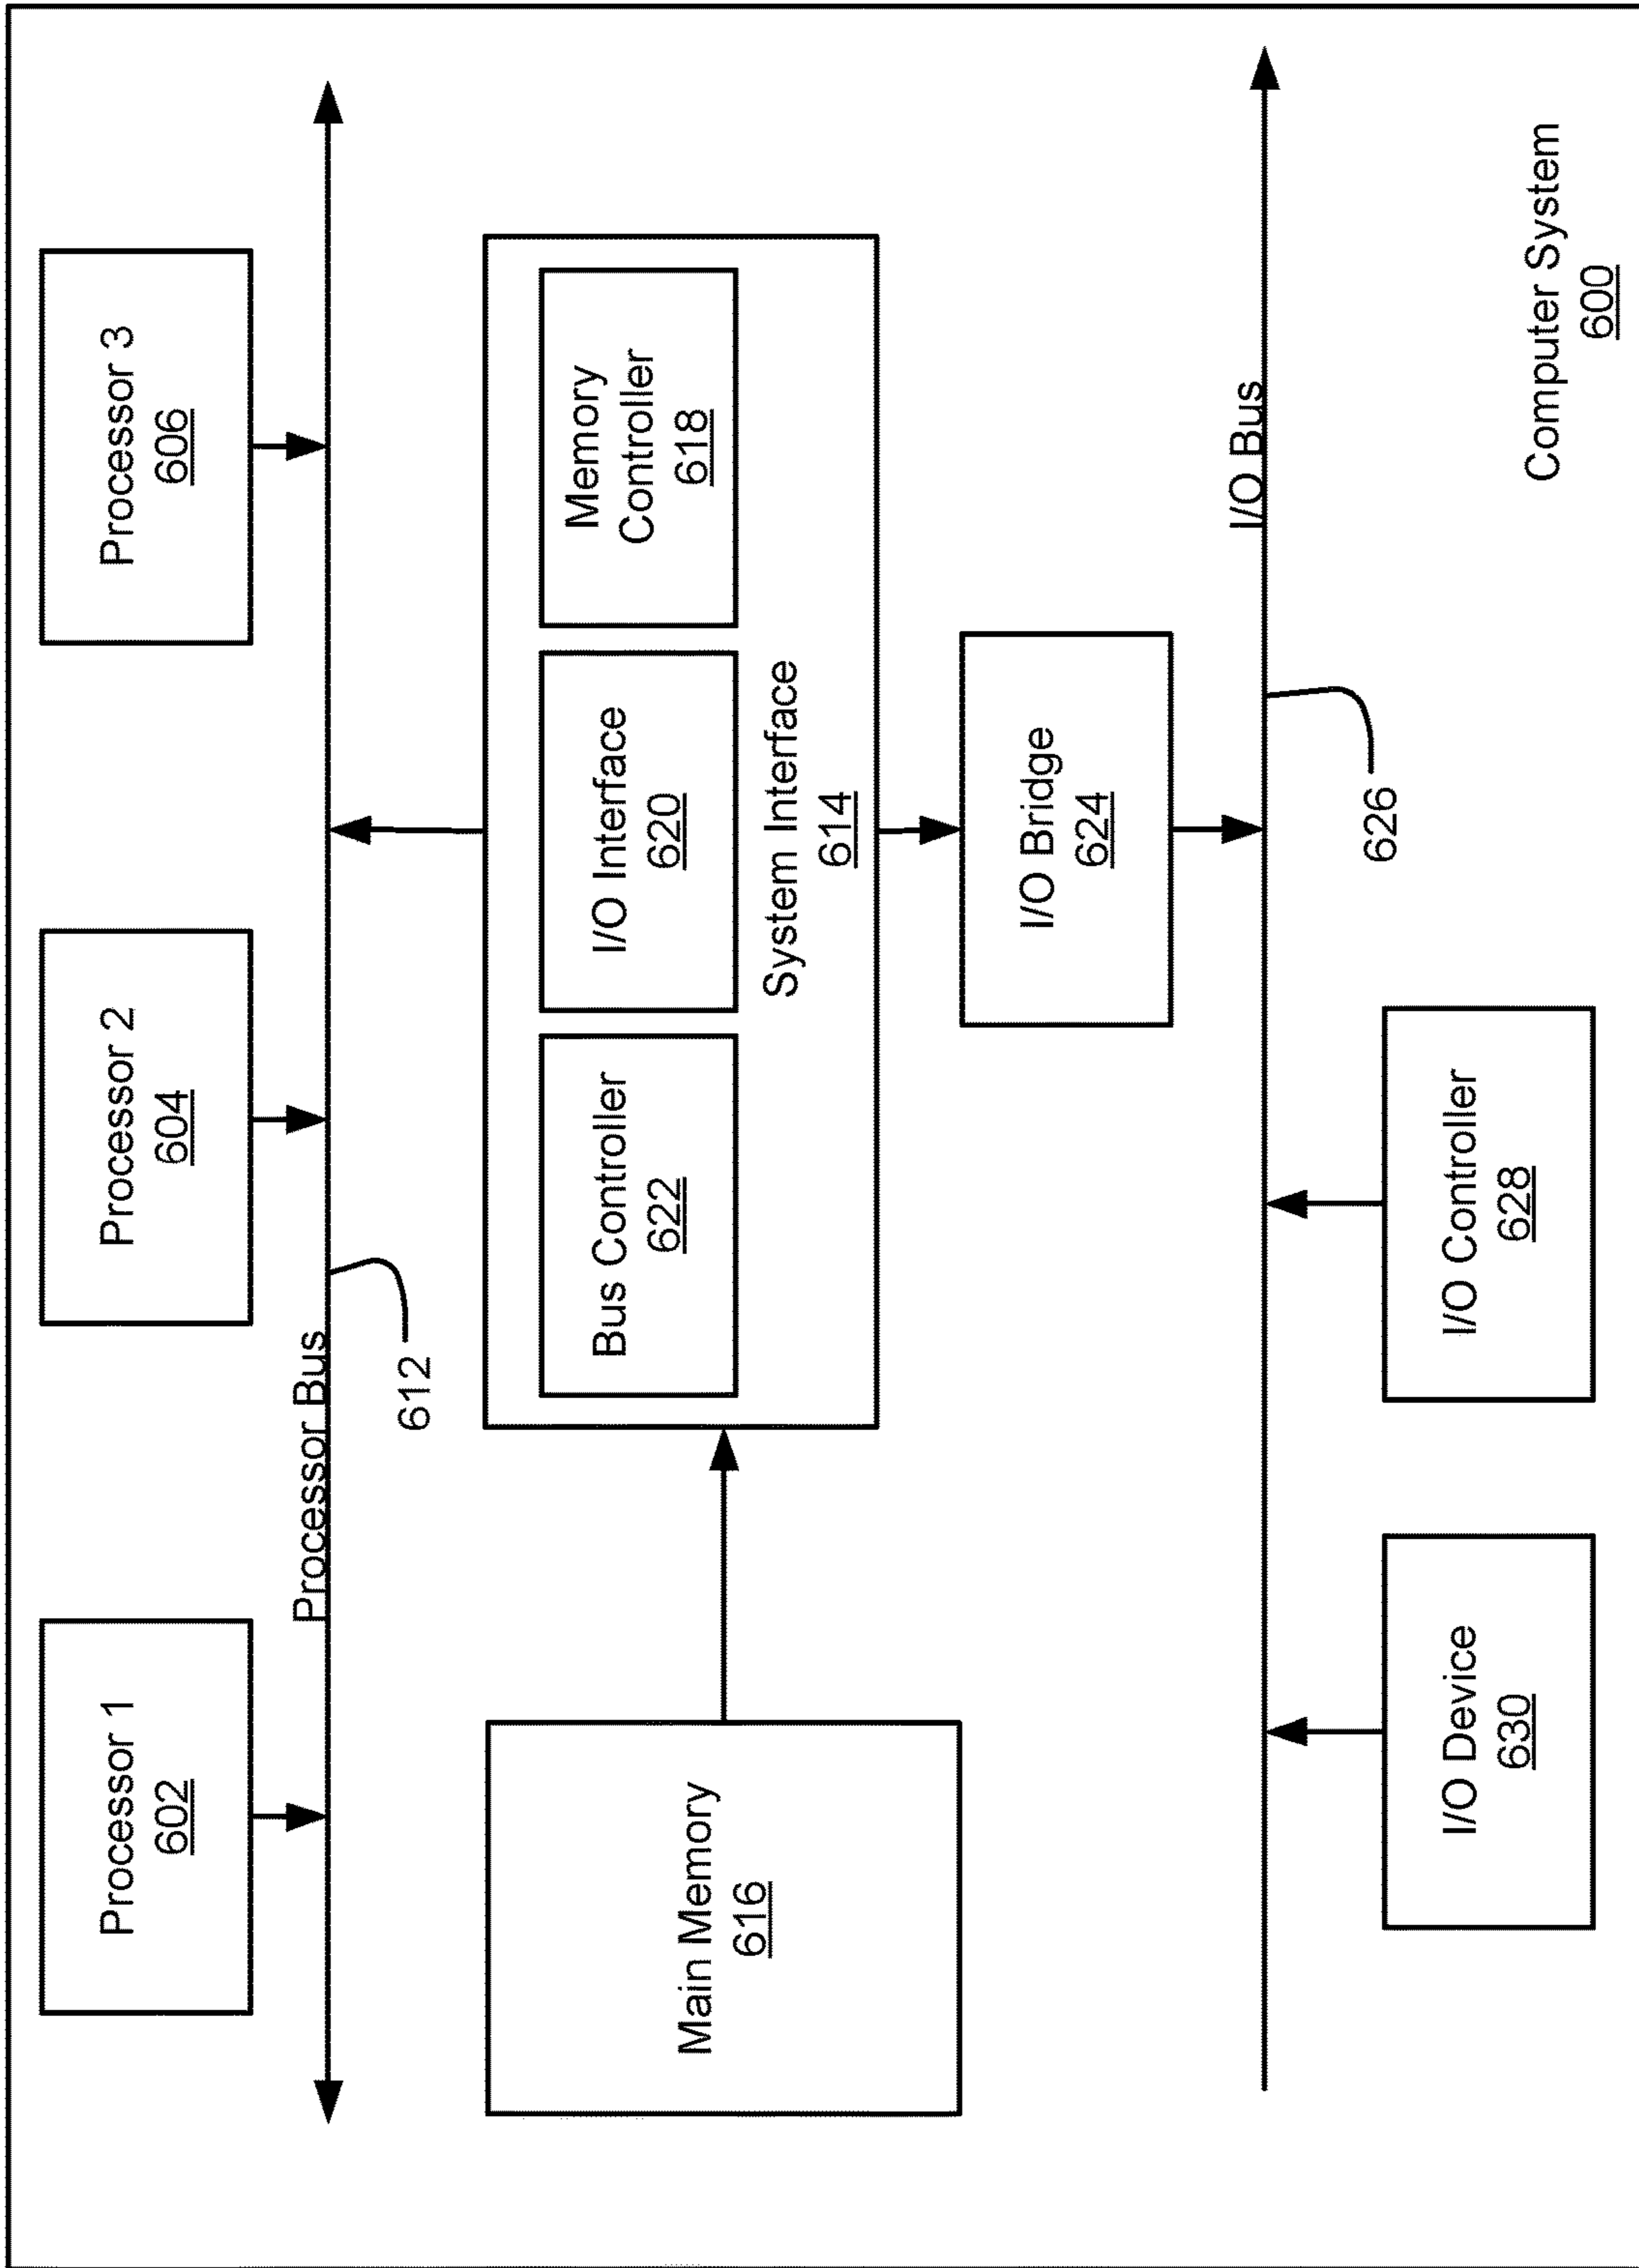 Processor 1
602
Processor 2
604
Processor 3
606
Processor Bus
612
Main Memory
616
Bus Controller
622
I/O Interface
620
Memory
Controller
618
System Interface
614
I/O Bridge
624
I/O Bus
626
I/O Device
630
I/O Controller
628
Computer System
600